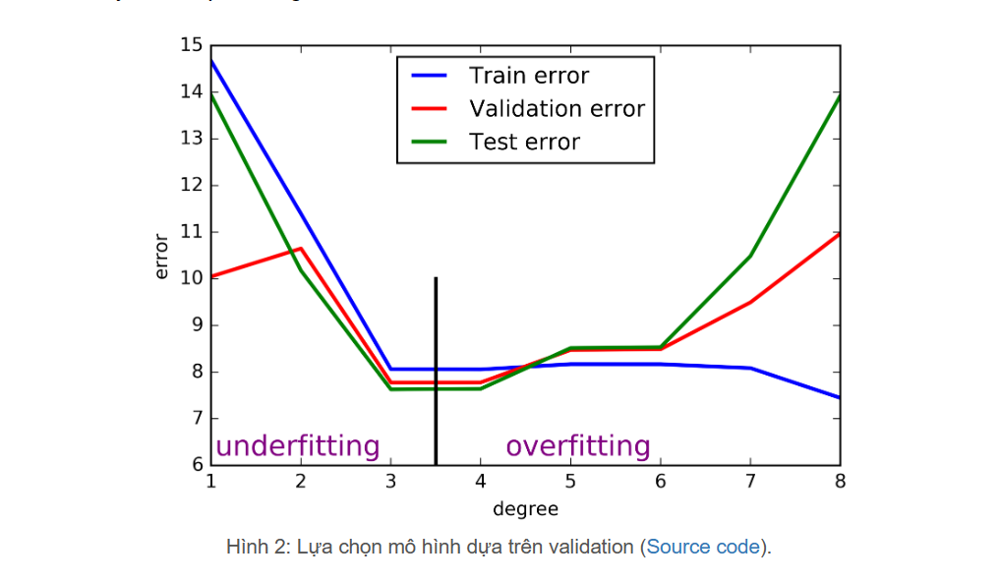 15
14
13
12
11
10
9
8
7
6
error
Train error
Validation error
Test error
underfitting
overfitting
1 2 3 4 5 6 7 8
degree
Hình 2: Lựa chọn mô hình dựa trên validation (Source code).